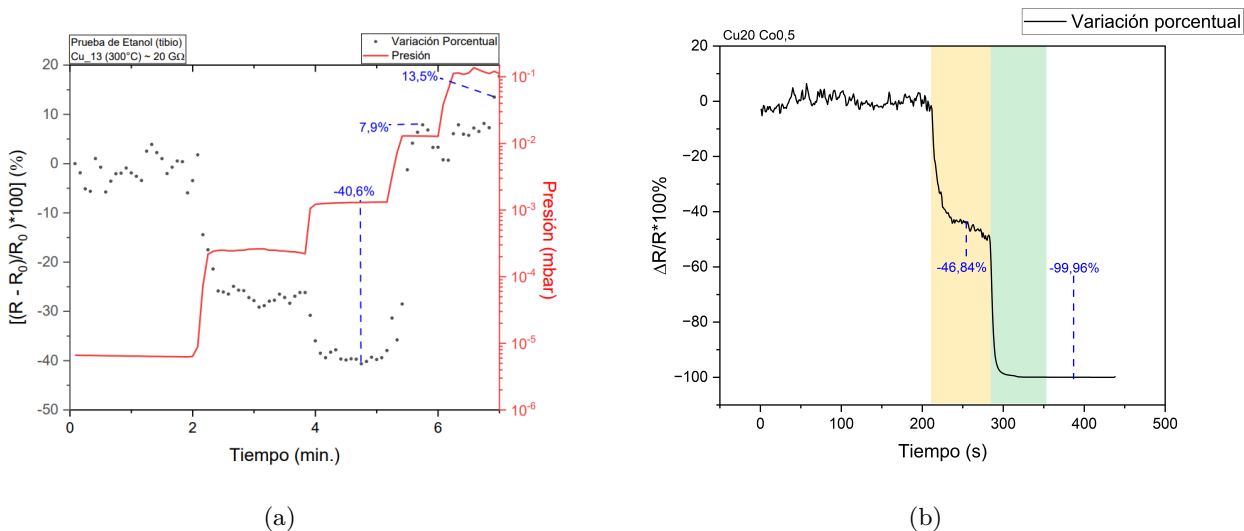 Prueba de Etanol (tibio)
Cu_13 (300°C) ~ 20 GΩ
Variación Porcentual
Presión
20
10
0
-10
-20
-30
-40
-50
[(R - R₀)/R₀ )*100] (%)
13,5%
7,9%
-40,6%
10⁻¹
10⁻²
10⁻³
10⁻⁴
10⁻⁵
10⁻⁶
Presión (mbar)
0 2 4 6
Tiempo (min.)
(a)
Variación porcentual
Cu20 Co0,5
20
0
−20
−40
−60
−80
−100
ΔR/R*100%
-46,84%
-99,96%
0 100 200 300 400 500
Tiempo (s)
(b)